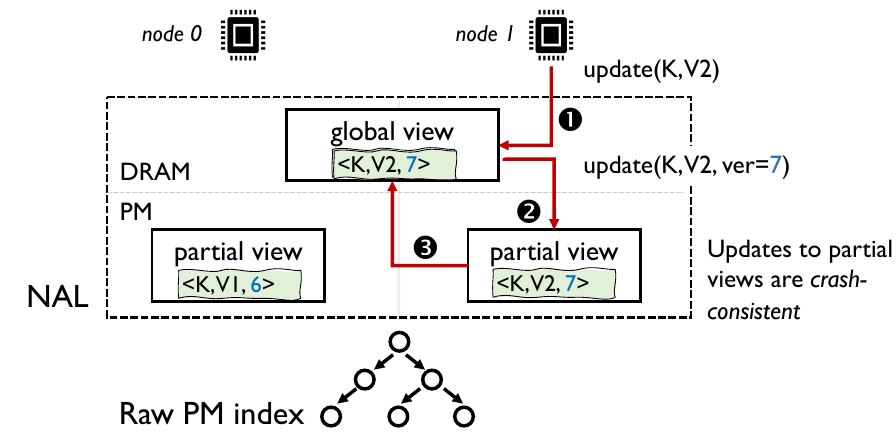 node 0
node 1
update(K,V2)
❶
global view
<K,V2, 7>
DRAM
update(K,V2, ver=7)
PM
❷
❸
partial view
<K,V1, 6>
partial view
<K,V2, 7>
Updates to partial
views are crash-
consistent
NAL
Raw PM index